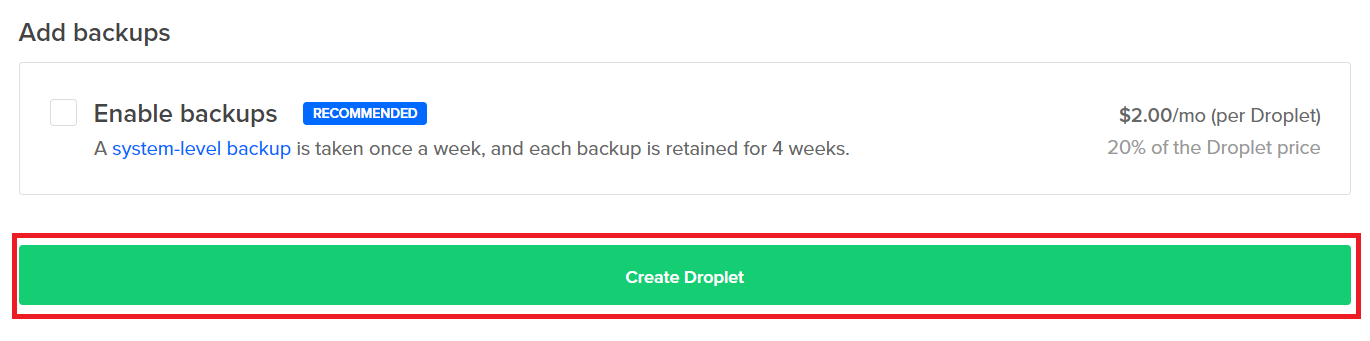 Add backups
Enable backups RECOMMENDED
$2.00/mo (per Droplet)
A system-level backup is taken once a week, and each backup is retained for 4 weeks.
20% of the Droplet price
Create Droplet